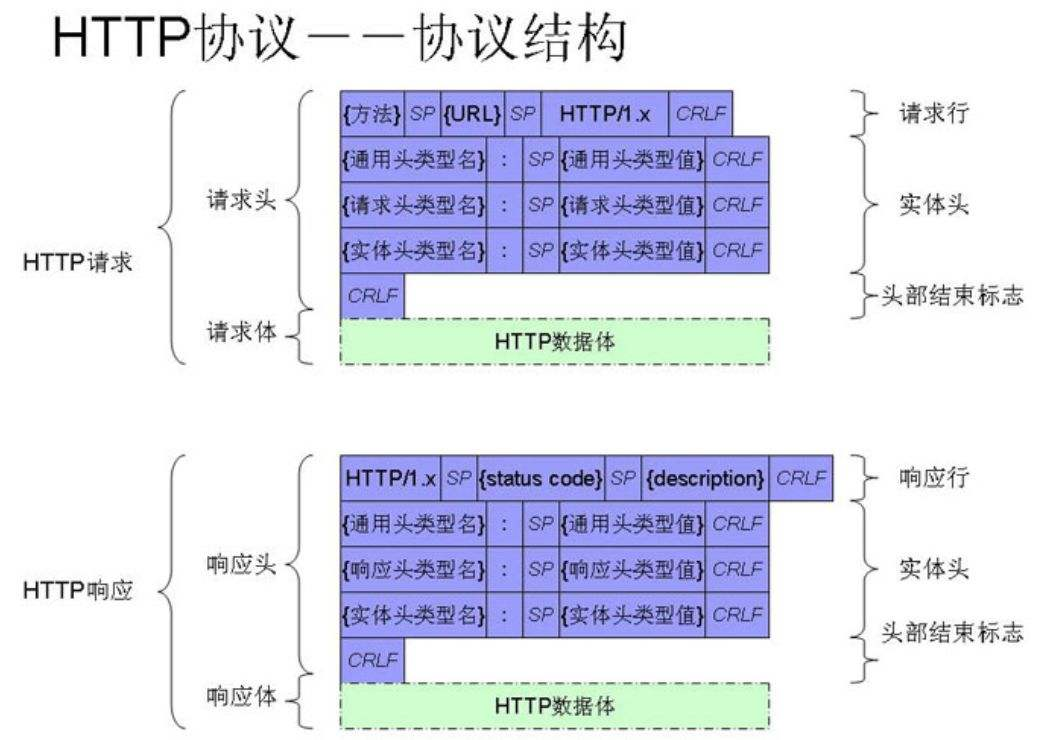 HTTP协议－－协议结构
{方法} SP {URL} SP HTTP/1.x CRLF 请求行
{通用头类型名} : SP {通用头类型值} CRLF
请求头 {请求头类型名} : SP {请求头类型值} CRLF 实体头
{实体头类型名} : SP {实体头类型值} CRLF
HTTP请求
CRLF 头部结束标志
请求体 HTTP数据体
HTTP/1.x SP {status code} SP {description} CRLF 响应行
{通用头类型名} : SP {通用头类型值} CRLF
响应头 {响应头类型名} : SP {响应头类型值} CRLF 实体头
HTTP响应
{实体头类型名} : SP {实体头类型值} CRLF
头部结束标志
CRLF
响应体 HTTP数据体